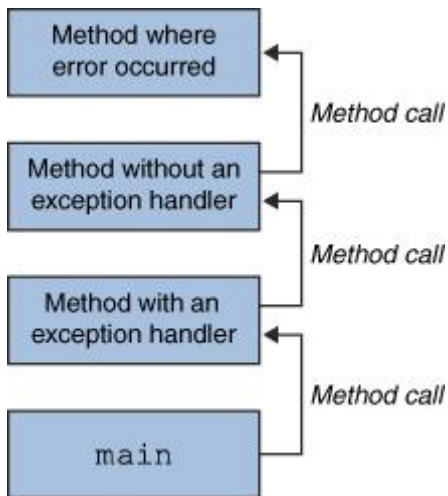 Method where
error occurred
Method call
Method without an
exception handler
Method call
Method with an
exception handler
Method call
main